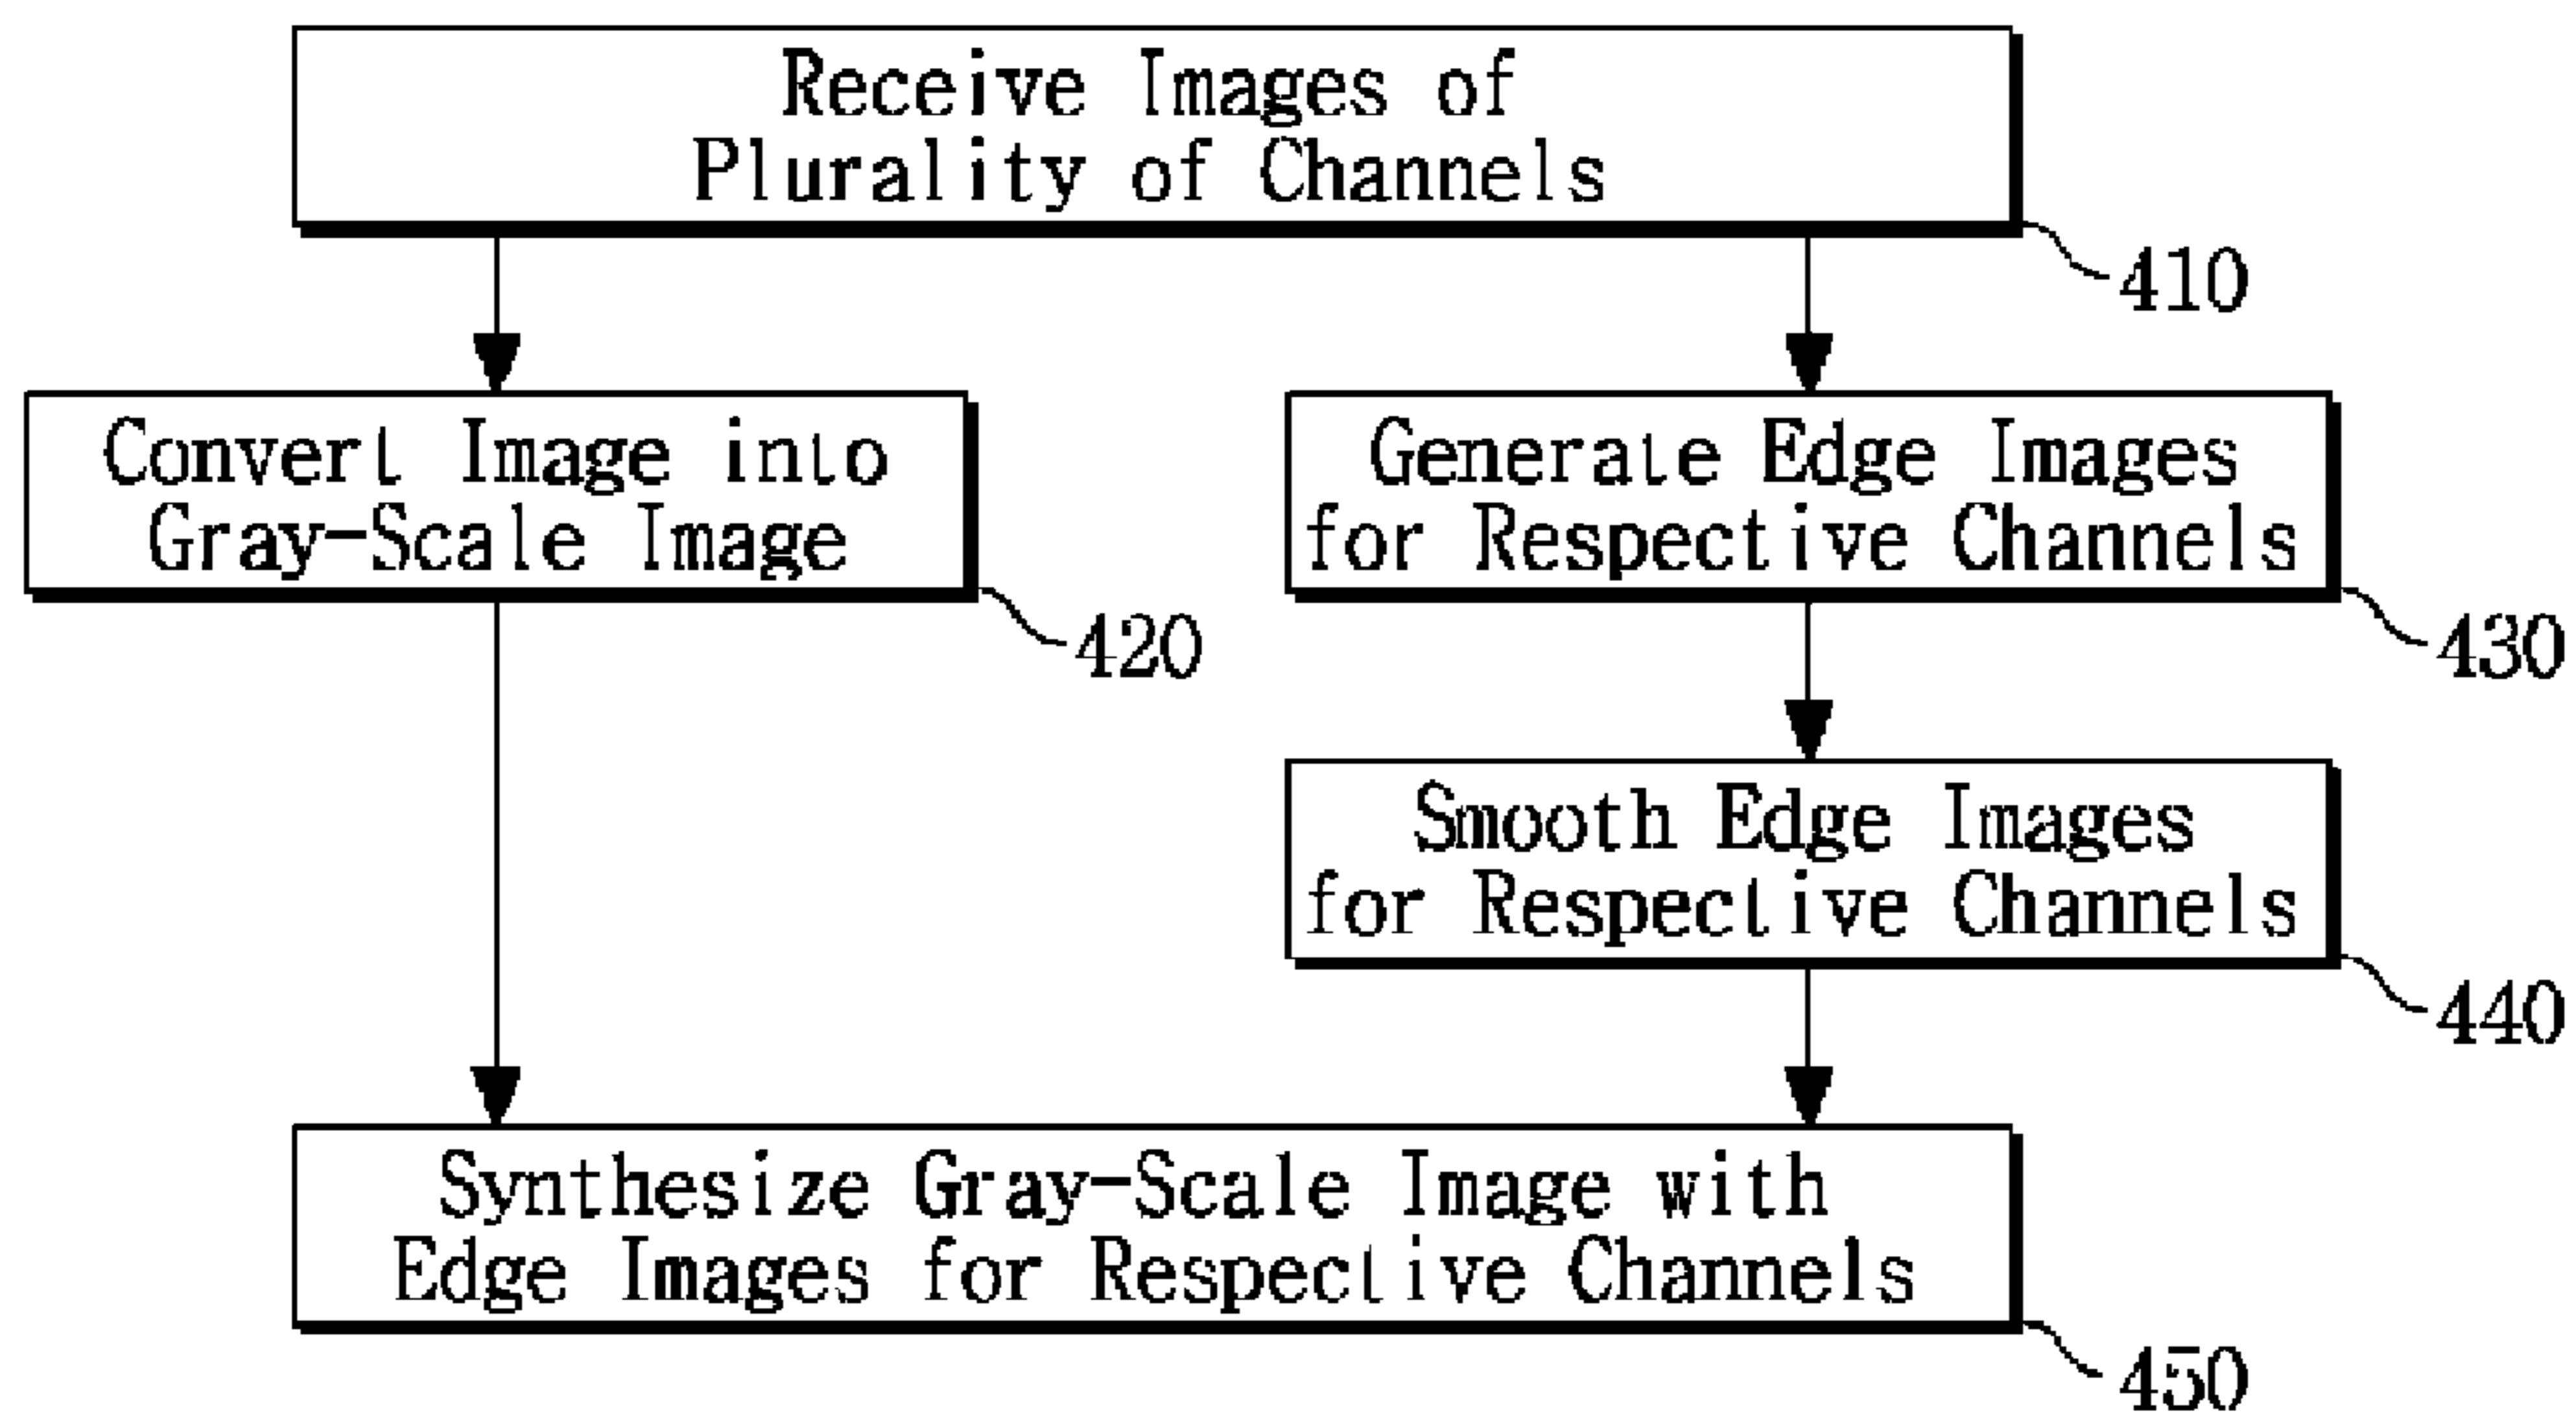 Receive Images of
Plurality of Channels
410
Convert Image into
Gray-Scale Image
420
Generate Edge Images
for Respective Channels
430
Smooth Edge Images
for Respective Channels
440
Synthesize Gray-Scale Image with
Edge Images for Respective Channels
450